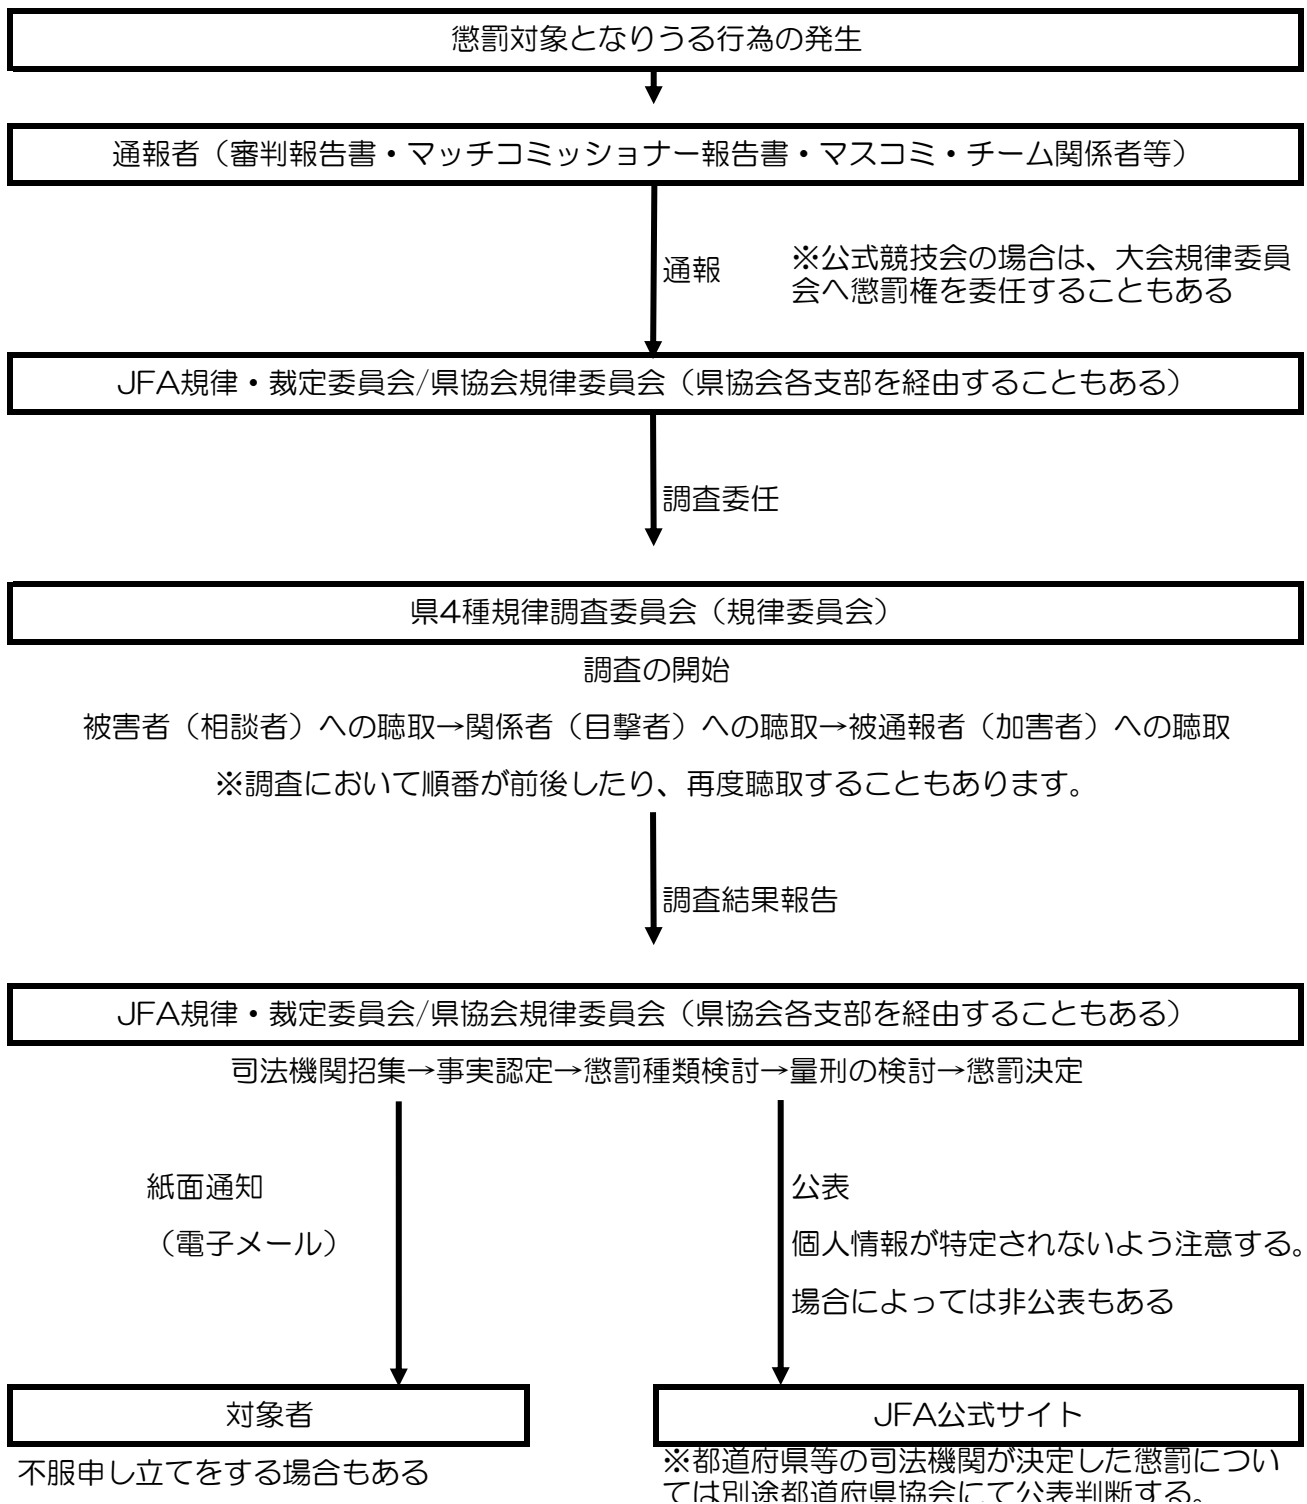 懲罰対象となりうる行為の発生
通報者（審判報告書・マッチコミッショナー報告書・マスコミ・チーム関係者等）
通報
※公式競技会の場合は、大会規律委員
会へ懲罰権を委任することもある
JFA規律・裁定委員会/県協会規律委員会（県協会各支部を経由することもある）
調査委任
県4種規律調査委員会（規律委員会）
調査の開始
被害者（相談者）への聴取→関係者（目撃者）への聴取→被通報者（加害者）への聴取
※調査において順番が前後したり、再度聴取することもあります。
調査結果報告
JFA規律・裁定委員会/県協会規律委員会（県協会各支部を経由することもある）
司法機関招集→事実認定→懲罰種類検討→量刑の検討→懲罰決定
紙面通知
（電子メール）
公表
個人情報が特定されないよう注意する。
場合によっては非公表もある
対象者
不服申し立てをする場合もある
JFA公式サイト
※都道府県等の司法機関が決定した懲罰につい
ては別途都道府県協会にて公表判断する。